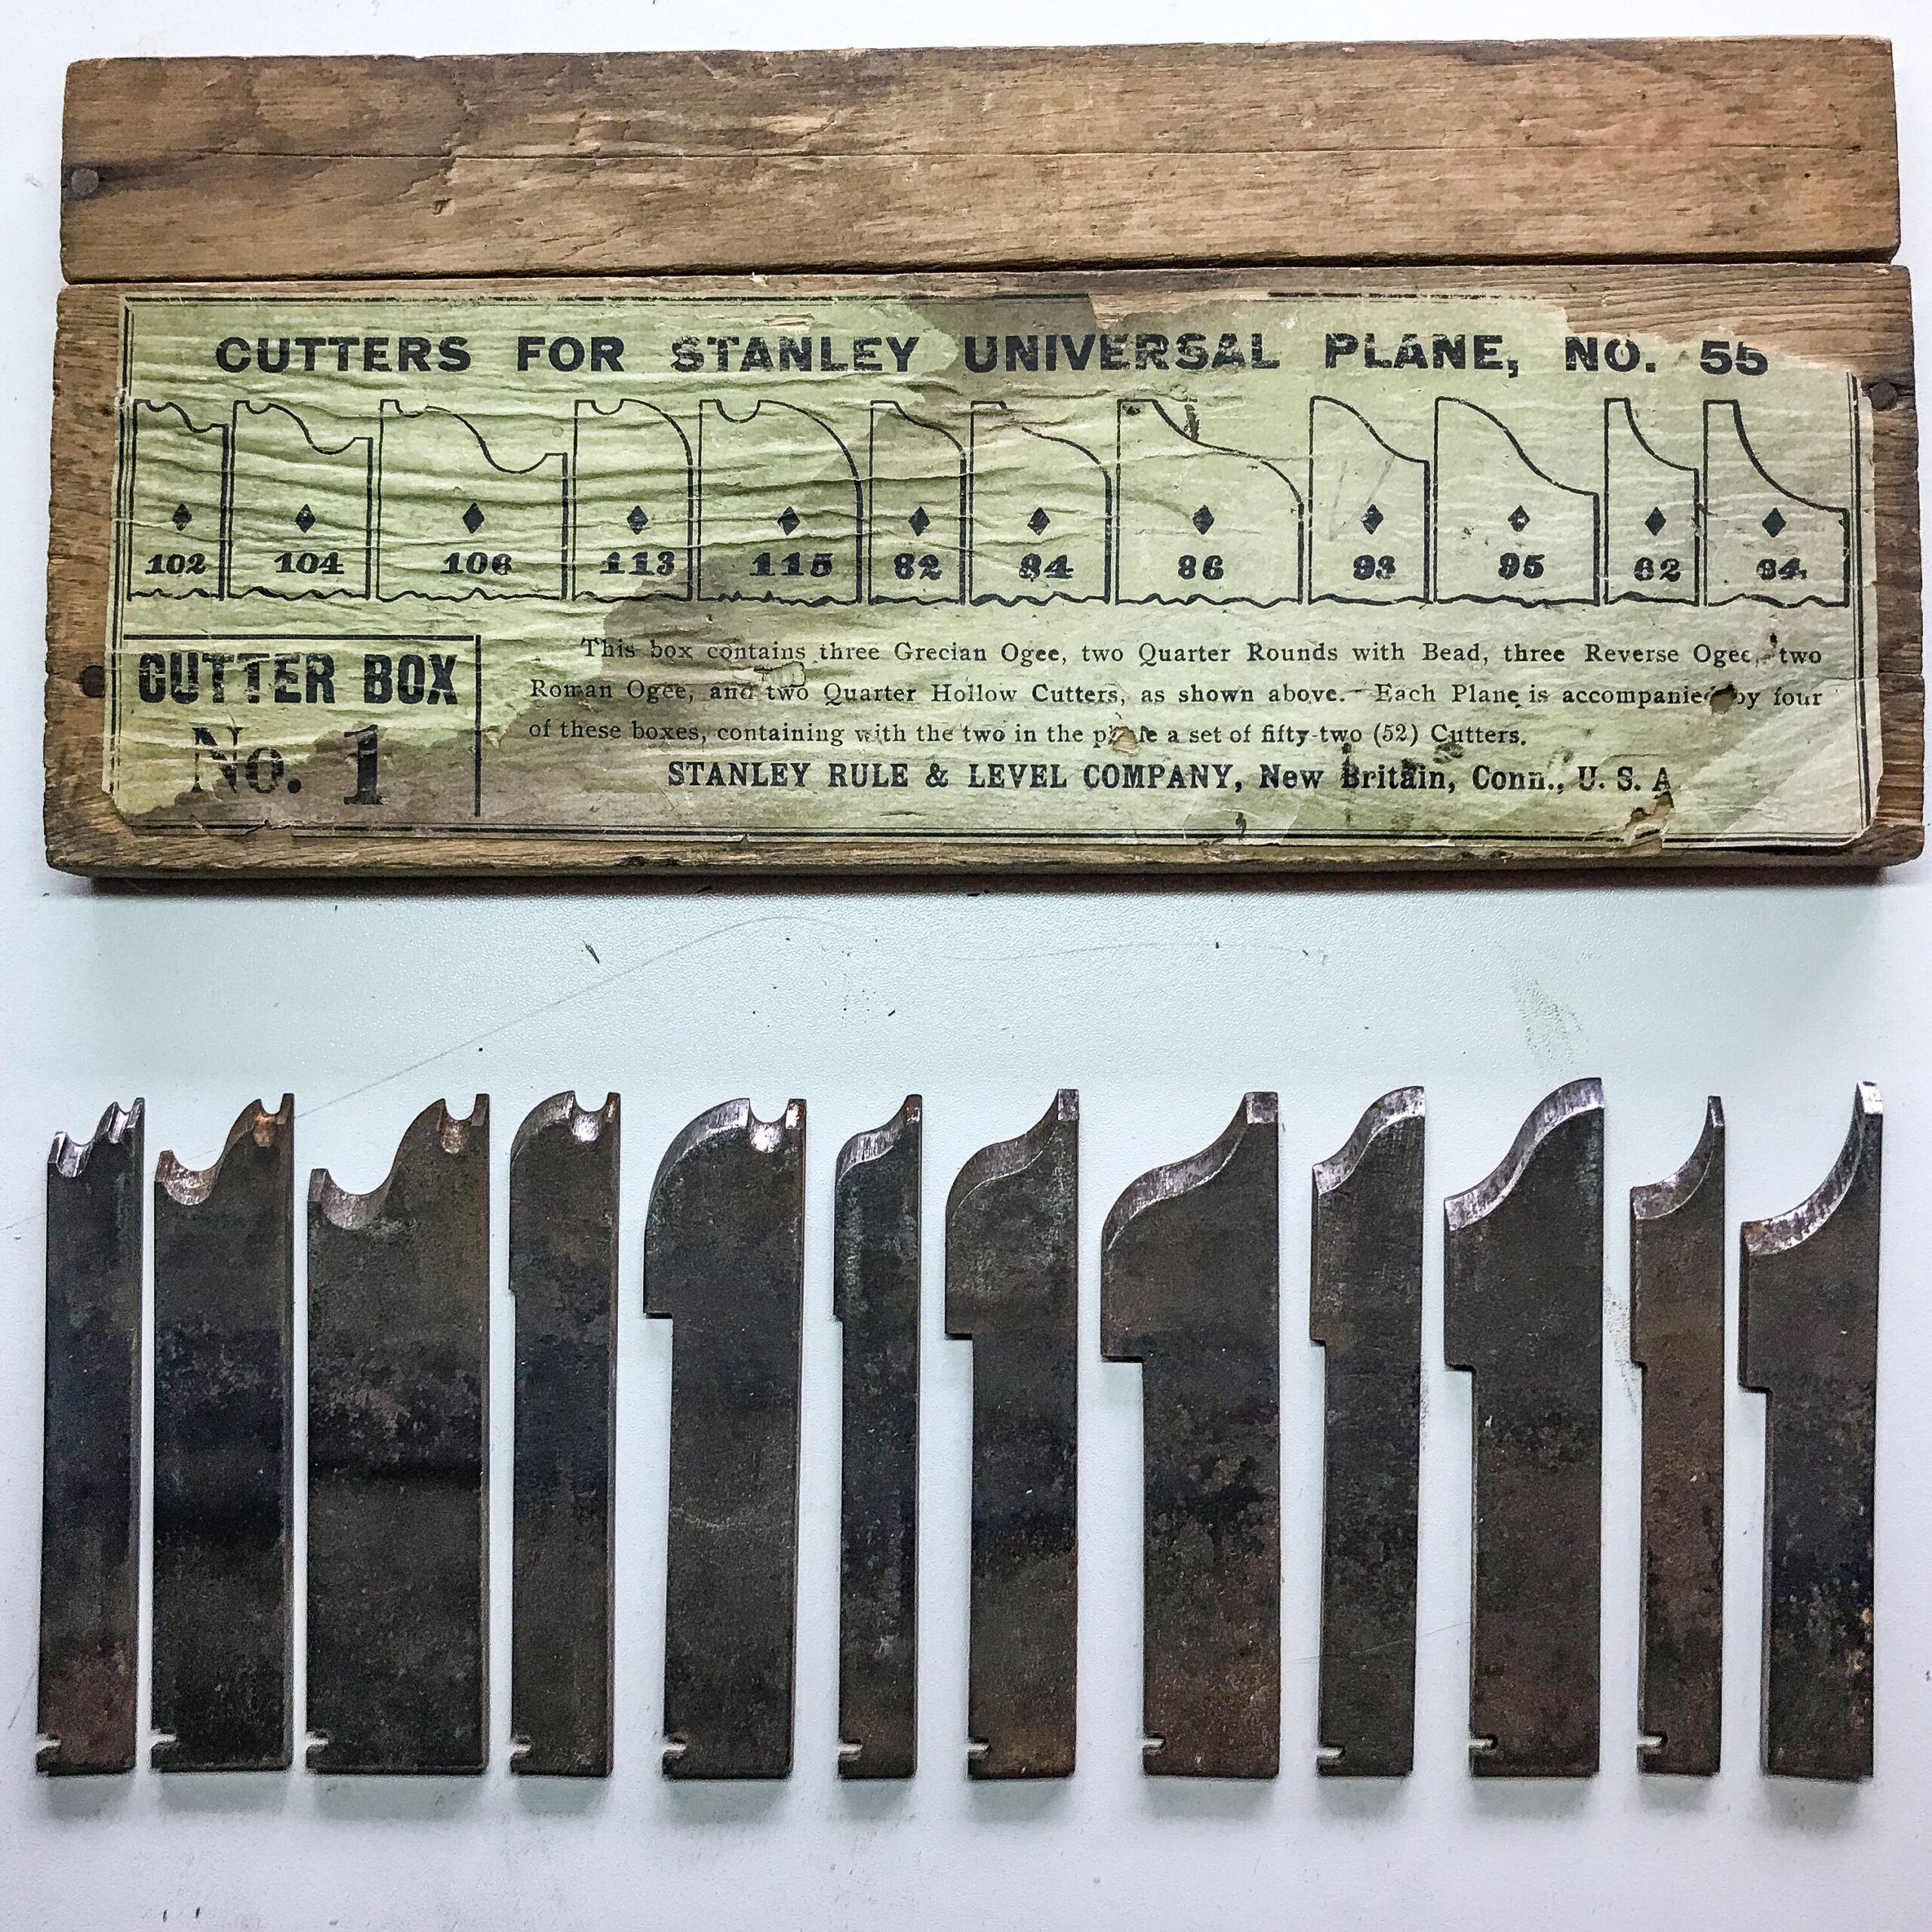 CUTTERS FOR STANLEY UNIVERSAL PLANE, NO. 55
102 104 106 113 115 82 84 86 93 95 62 64
CUTTER BOX
No. 1
This box contains three Grecian Ogee, two Quarter Rounds with Bead, three Reverse Ogee, two
Roman Ogee, and two Quarter Hollow Cutters, as shown above. Each Plane is accompanied by four
of these boxes, containing with the two in the plane a set of fifty-two (52) Cutters.
STANLEY RULE & LEVEL COMPANY, New Britain, Conn., U. S. A